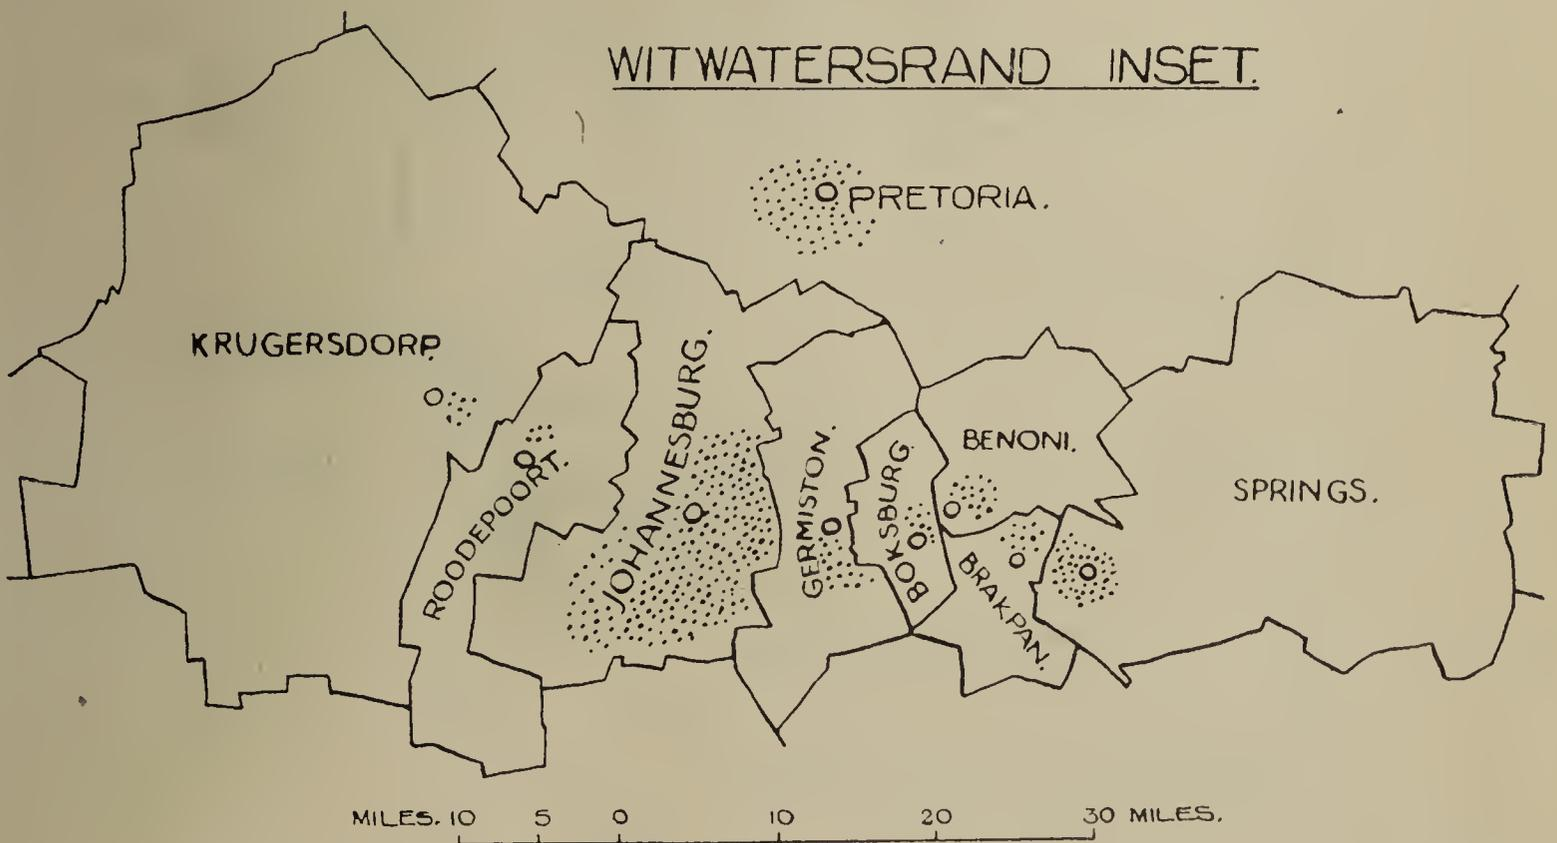 WITWATERSRAND INSET.
PRETORIA.
KRUGERSDORP.
JOHANNESBURG.
ROODEPOORT.
GERMISTON.
BOKSBURG.
BENONI.
BRAKPAN.
SPRINGS.
MILES. 10 5 0 10 20 30 MILES.